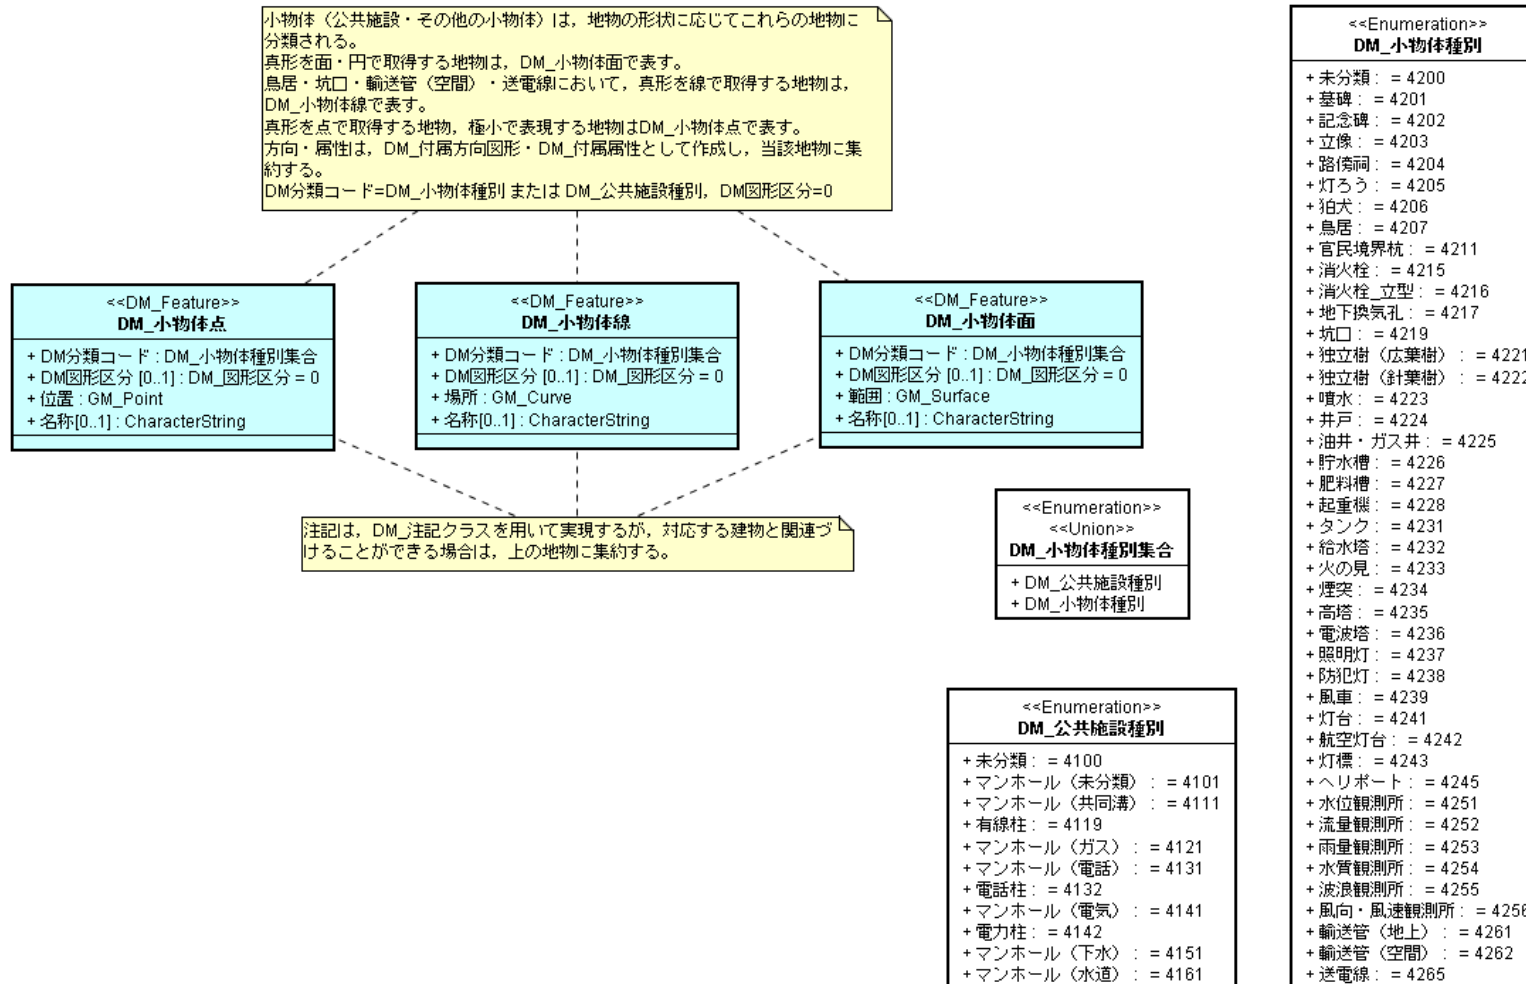 小物体（公共施設・その他の小物体）は，地物の形状に応じてこれらの地物に
分類される。
真形を面・円で取得する地物は，DM_小物体面で表す。
鳥居・坑口・輸送管（空間）・送電線において，真形を線で取得する地物は，
DM_小物体線で表す。
真形を点で取得する地物，極小で表現する地物はDM_小物体点で表す。
方向・属性は，DM_付属方向図形・DM_付属属性として作成し，当該地物に集
約する。
DM分類コード=DM_小物体種別 または DM_公共施設種別，DM図形区分=0
<<DM_Feature>>
DM_小物体点
+ DM分類コード : DM_小物体種別集合
+ DM図形区分 [0..1] : DM_図形区分 = 0
+ 位置 : GM_Point
+ 名称[0..1] : CharacterString
<<DM_Feature>>
DM_小物体線
+ DM分類コード : DM_小物体種別集合
+ DM図形区分 [0..1] : DM_図形区分 = 0
+ 場所 : GM_Curve
+ 名称[0..1] : CharacterString
<<DM_Feature>>
DM_小物体面
+ DM分類コード : DM_小物体種別集合
+ DM図形区分 [0..1] : DM_図形区分 = 0
+ 範囲 : GM_Surface
+ 名称[0..1] : CharacterString
注記は，DM_注記クラスを用いて実現するが，対応する建物と関連づ
けることができる場合は，上の地物に集約する。
<<Enumeration>>
<<Union>>
DM_小物体種別集合
+ DM_公共施設種別
+ DM_小物体種別
<<Enumeration>>
DM_公共施設種別
+ 未分類 : = 4100
+ マンホール（未分類） : = 4101
+ マンホール（共同溝） : = 4111
+ 有線柱 : = 4119
+ マンホール（ガス） : = 4121
+ マンホール（電話） : = 4131
+ 電話柱 : = 4132
+ マンホール（電気） : = 4141
+ 電力柱 : = 4142
+ マンホール（下水） : = 4151
+ マンホール（水道） : = 4161
<<Enumeration>>
DM_小物体種別
+ 未分類 : = 4200
+ 墓碑 : = 4201
+ 記念碑 : = 4202
+ 立像 : = 4203
+ 路傍祠 : = 4204
+ 灯ろう : = 4205
+ 狛犬 : = 4206
+ 鳥居 : = 4207
+ 官民境界杭 : = 4211
+ 消火栓 : = 4215
+ 消火栓_立型 : = 4216
+ 地下換気孔 : = 4217
+ 坑口 : = 4219
+ 独立樹（広葉樹） : = 4221
+ 独立樹（針葉樹） : = 4222
+ 噴水 : = 4223
+ 井戸 : = 4224
+ 油井・ガス井 : = 4225
+ 貯水槽 : = 4226
+ 肥料槽 : = 4227
+ 起重機 : = 4228
+ タンク : = 4231
+ 給水塔 : = 4232
+ 火の見 : = 4233
+ 煙突 : = 4234
+ 高塔 : = 4235
+ 電波塔 : = 4236
+ 照明灯 : = 4237
+ 防犯灯 : = 4238
+ 風車 : = 4239
+ 灯台 : = 4241
+ 航空灯台 : = 4242
+ 灯標 : = 4243
+ ヘリポート : = 4245
+ 水位観測所 : = 4251
+ 流量観測所 : = 4252
+ 雨量観測所 : = 4253
+ 水質観測所 : = 4254
+ 波浪観測所 : = 4255
+ 風向・風速観測所 : = 4256
+ 輸送管（地上） : = 4261
+ 輸送管（空間） : = 4262
+ 送電線 : = 4265